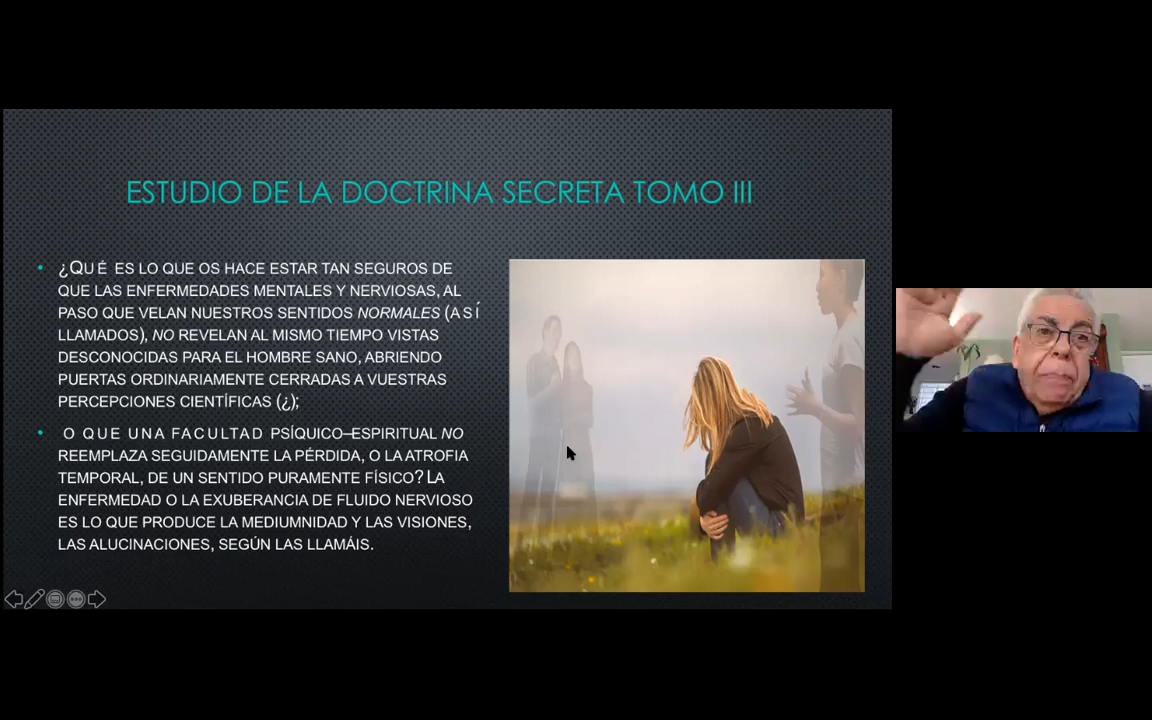 ESTUDIO DE LA DOCTRINA SECRETA TOMO III
• ¿QUÉ ES LO QUE OS HACE ESTAR TAN SEGUROS DE
QUE LAS ENFERMEDADES MENTALES Y NERVIOSAS, AL
PASO QUE VELAN NUESTROS SENTIDOS NORMALES (ASÍ
LLAMADOS), NO REVELAN AL MISMO TIEMPO VISTAS
DESCONOCIDAS PARA EL HOMBRE SANO, ABRIENDO
PUERTAS ORDINARIAMENTE CERRADAS A VUESTRAS
PERCEPCIONES CIENTÍFICAS (¿);
• O QUE UNA FACULTAD PSÍQUICO–ESPIRITUAL NO
REEMPLAZA SEGUIDAMENTE LA PÉRDIDA, O LA ATROFIA
TEMPORAL, DE UN SENTIDO PURAMENTE FÍSICO? LA
ENFERMEDAD O LA EXUBERANCIA DE FLUIDO NERVIOSO
ES LO QUE PRODUCE LA MEDIUMNIDAD Y LAS VISIONES,
LAS ALUCINACIONES, SEGÚN LAS LLAMÁIS.